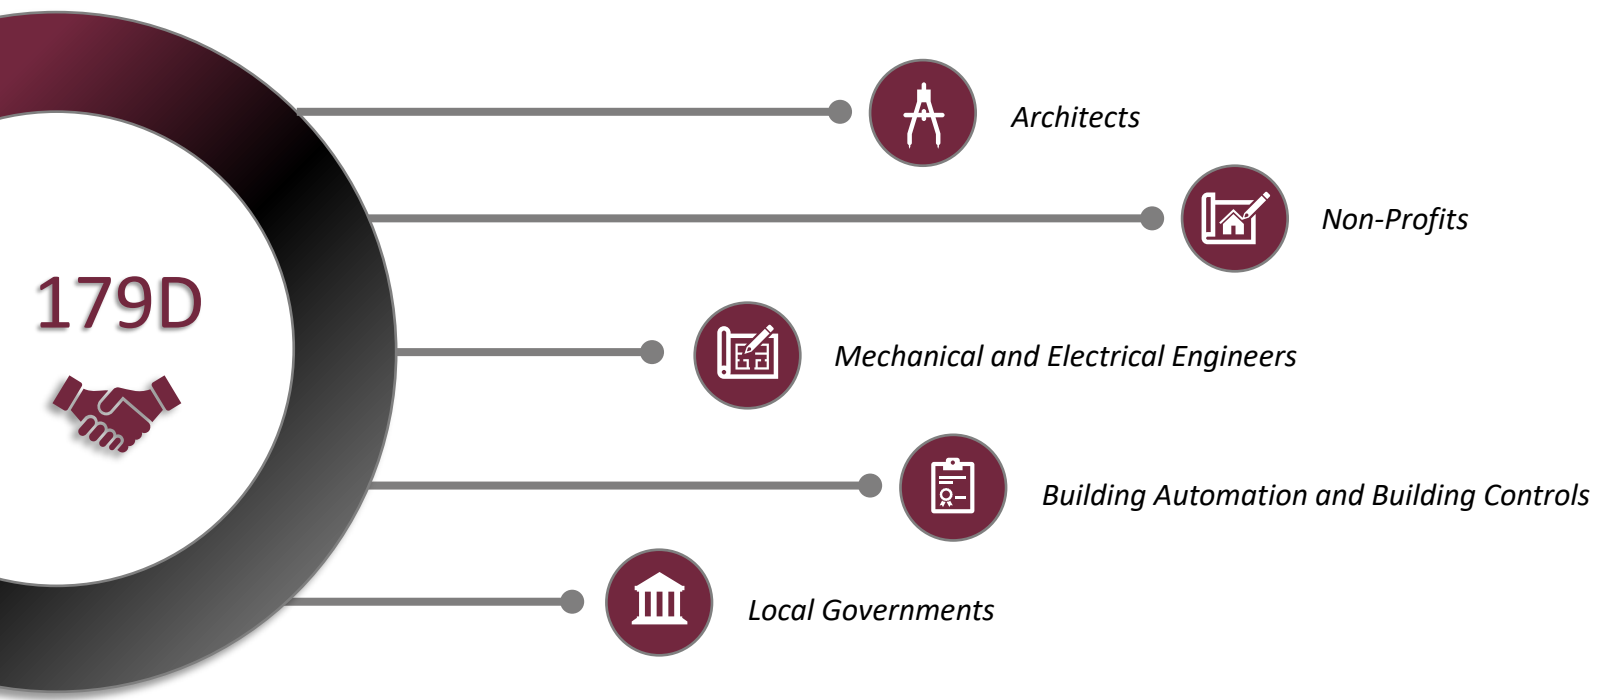 179D
Architects
Non-Profits
Mechanical and Electrical Engineers
Building Automation and Building Controls
Local Governments